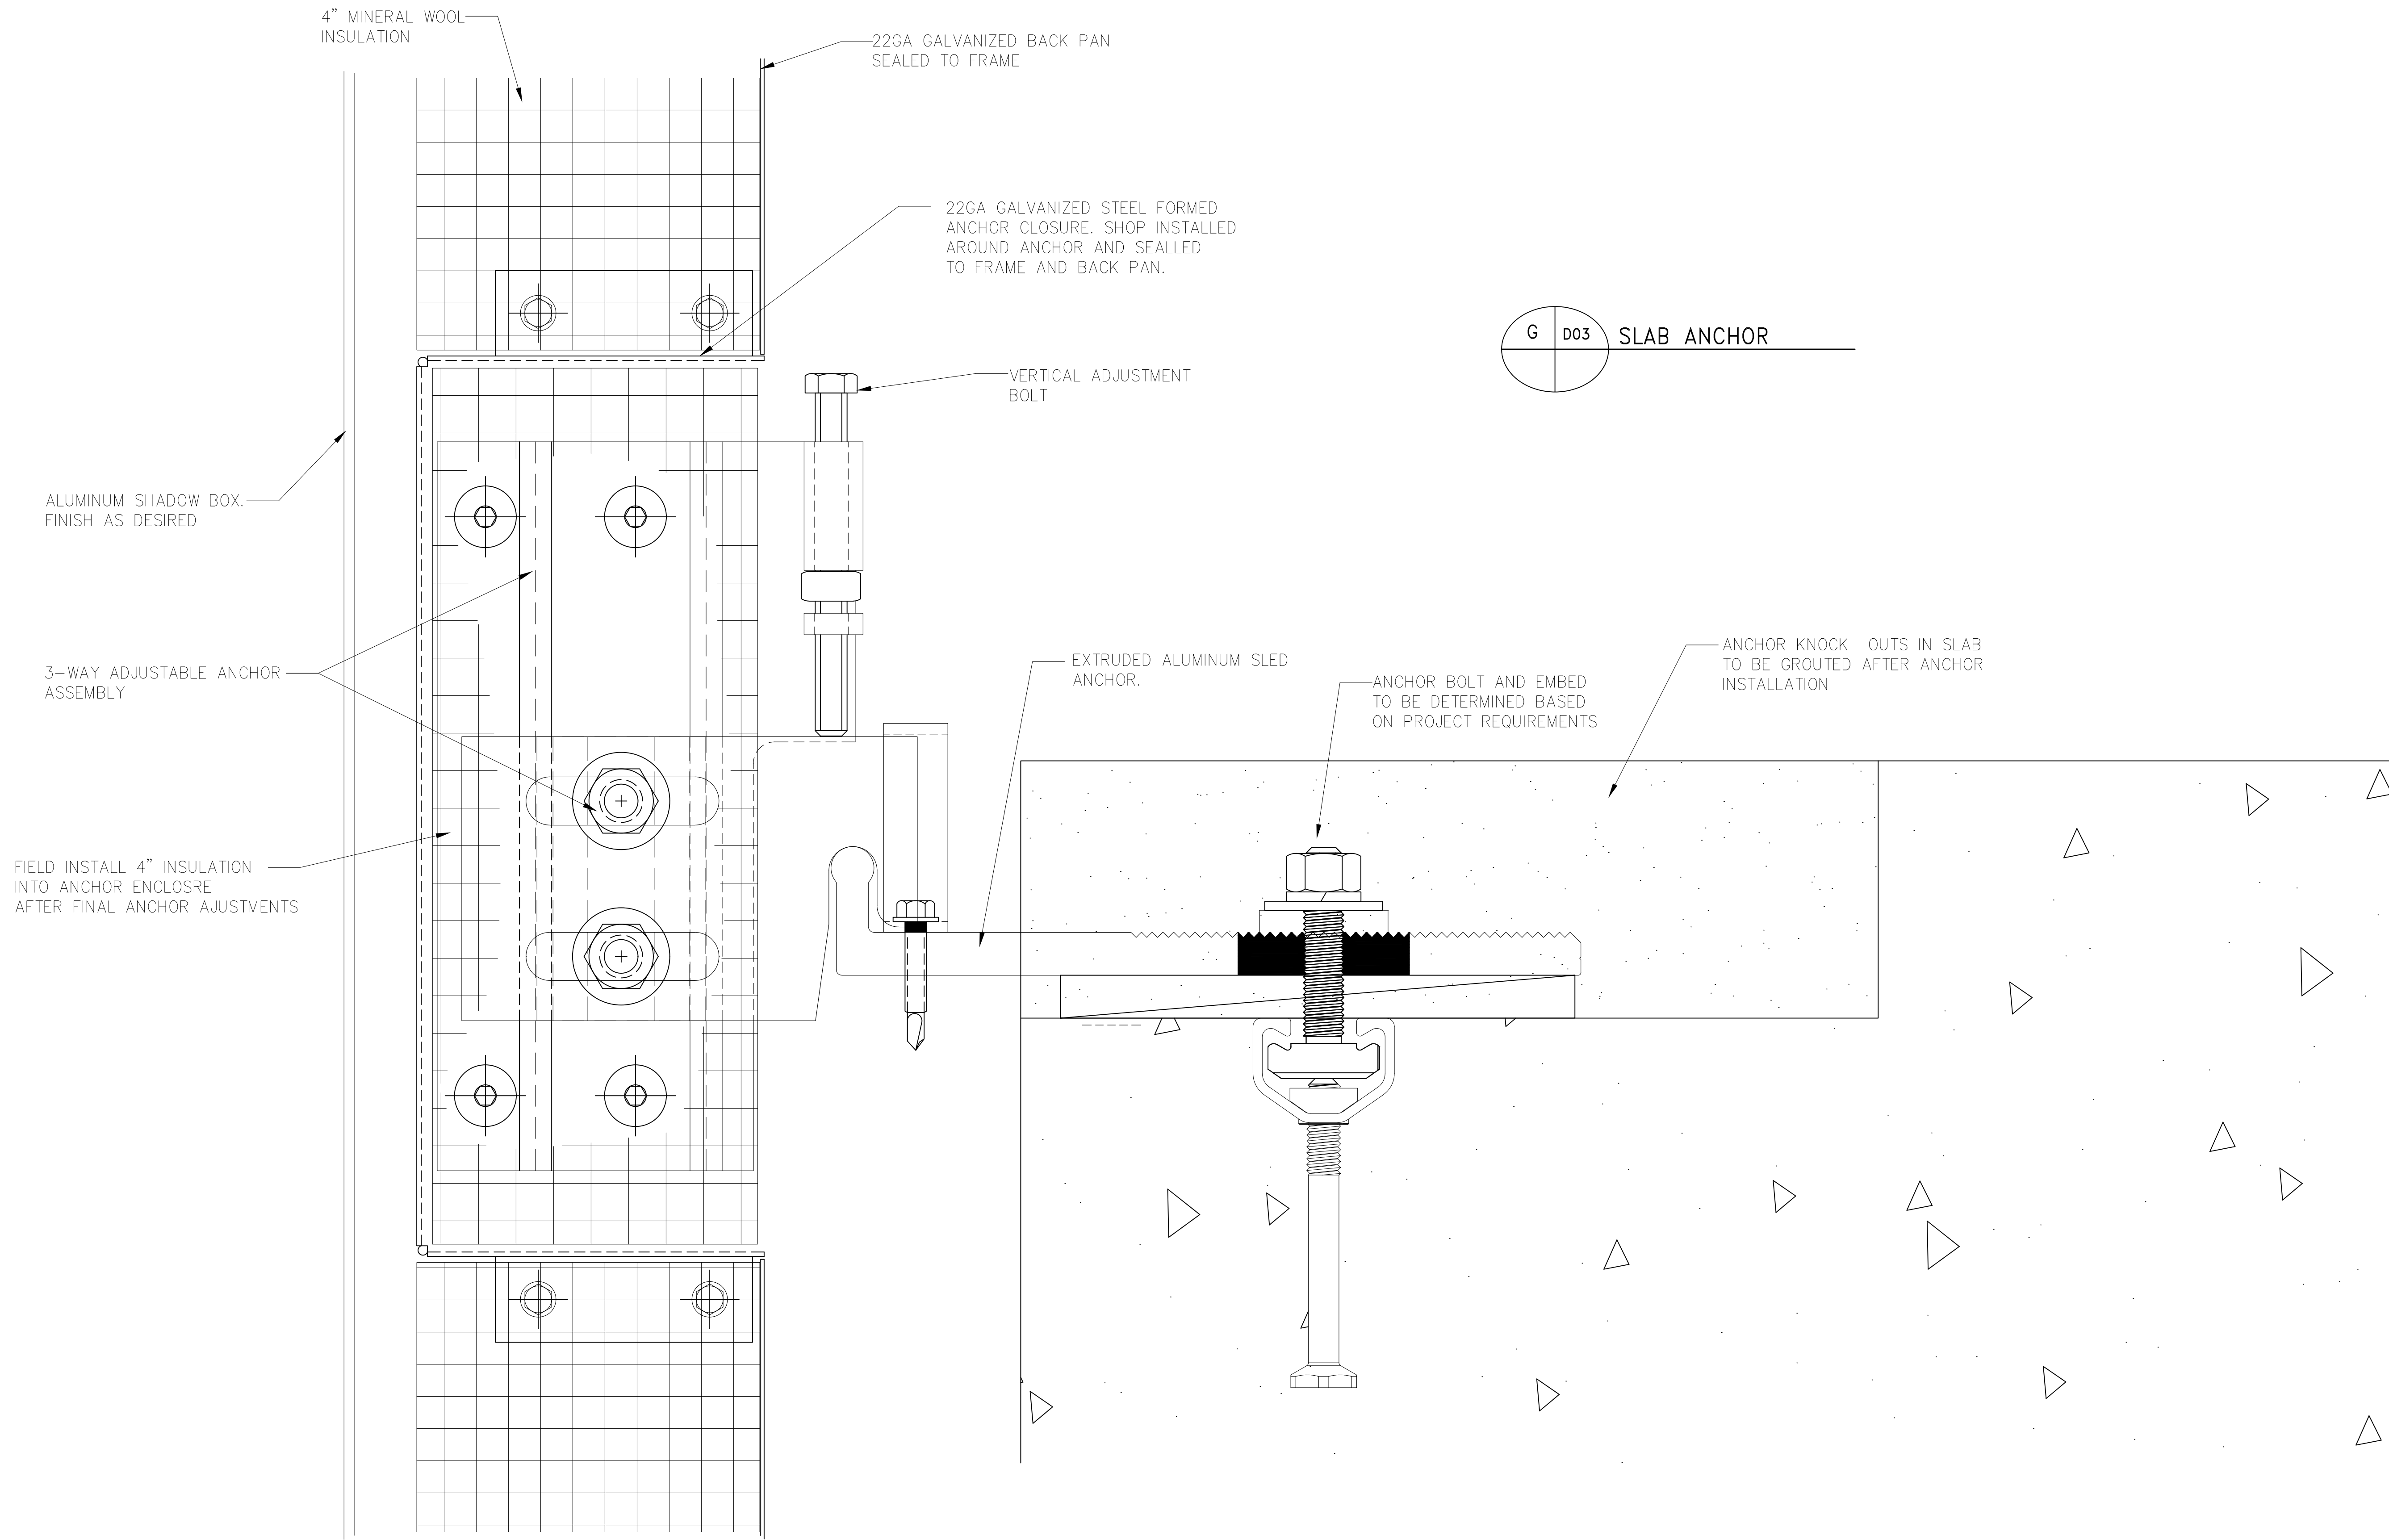 4” MINERAL WOOL
INSULATION
22GA GALVANIZED BACK PAN
SEALED TO FRAME
22GA GALVANIZED STEEL FORMED
ANCHOR CLOSURE. SHOP INSTALLED
AROUND ANCHOR AND SEALLED
TO FRAME AND BACK PAN.
G
D03
SLAB ANCHOR
VERTICAL ADJUSTMENT
BOLT
ALUMINUM SHADOW BOX.
FINISH AS DESIRED
3-WAY ADJUSTABLE ANCHOR
ASSEMBLY
EXTRUDED ALUMINUM SLED
ANCHOR.
ANCHOR BOLT AND EMBED
TO BE DETERMINED BASED
ON PROJECT REQUIREMENTS
ANCHOR KNOCK OUTS IN SLAB
TO BE GROUTED AFTER ANCHOR
INSTALLATION
FIELD INSTALL 4” INSULATION
INTO ANCHOR ENCLOSRE
AFTER FINAL ANCHOR AJUSTMENTS